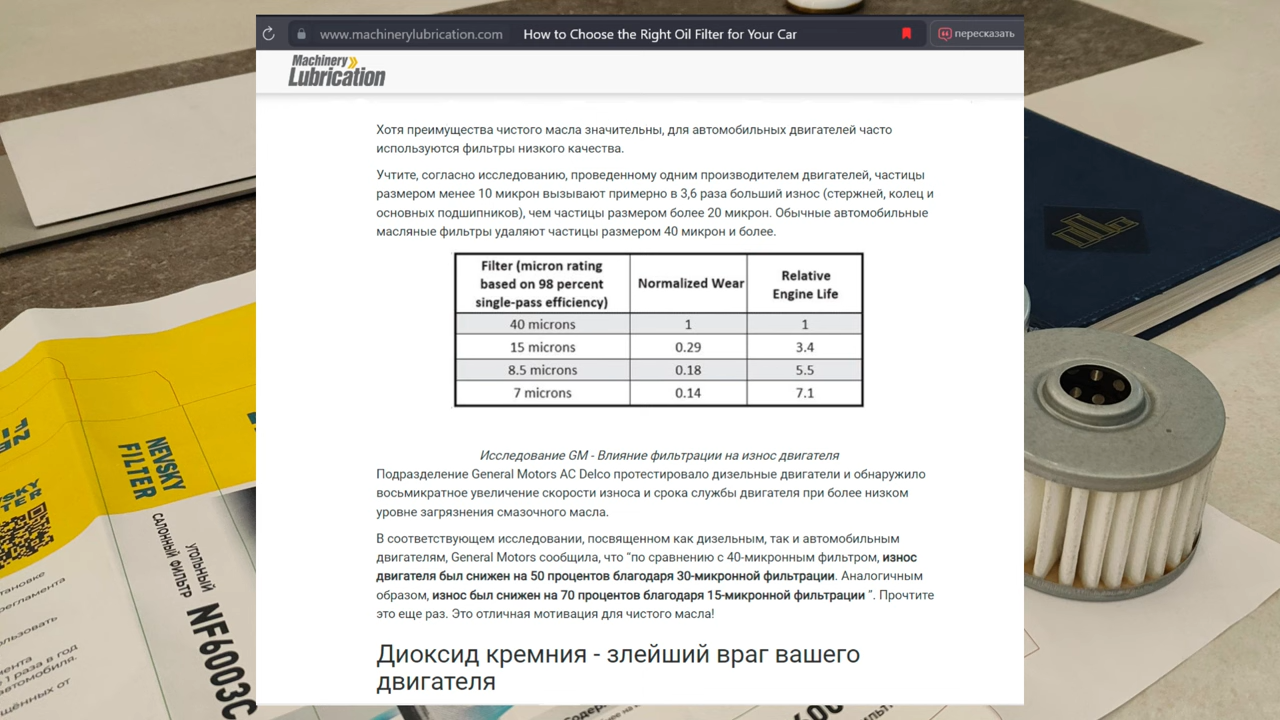 www.machinerylubrication.com How to Choose the Right Oil Filter for Your Car
пересказать
Machinery
Lubrication
Хотя преимущества чистого масла значительны, для автомобильных двигателей часто
используются фильтры низкого качества.
Учтите, согласно исследованию, проведенному одним производителем двигателей, частицы
размером менее 10 микрон вызывают примерно в 3,6 раза больший износ (стержней, колец и
основных подшипников), чем частицы размером более 20 микрон. Обычные автомобильные
масляные фильтры удаляют частицы размером 40 микрон и более.
Filter (micron rating
based on 98 percent
single-pass efficiency)
Normalized Wear
Relative
Engine Life
40 microns 1 1
15 microns 0.29 3.4
8.5 microns 0.18 5.5
7 microns 0.14 7.1
Исследование GM - Влияние фильтрации на износ двигателя
Подразделение General Motors AC Delco протестировало дизельные двигатели и обнаружило
восьмикратное увеличение скорости износа и срока службы двигателя при более низком
уровне загрязнения смазочного масла.
В соответствующем исследовании, посвященном как дизельным, так и автомобильным
двигателям, General Motors сообщила, что “по сравнению с 40-микронным фильтром, износ
двигателя был снижен на 50 процентов благодаря 30-микронной фильтрации. Аналогичным
образом, износ был снижен на 70 процентов благодаря 15-микронной фильтрации ”. Прочтите
это еще раз. Это отличная мотивация для чистого масла!
Диоксид кремния - злейший враг вашего
двигателя
NEVSKY
FILTER
УГОЛЬНЫЙ
САЛОННЫЙ ФИЛЬТР
NF6003C